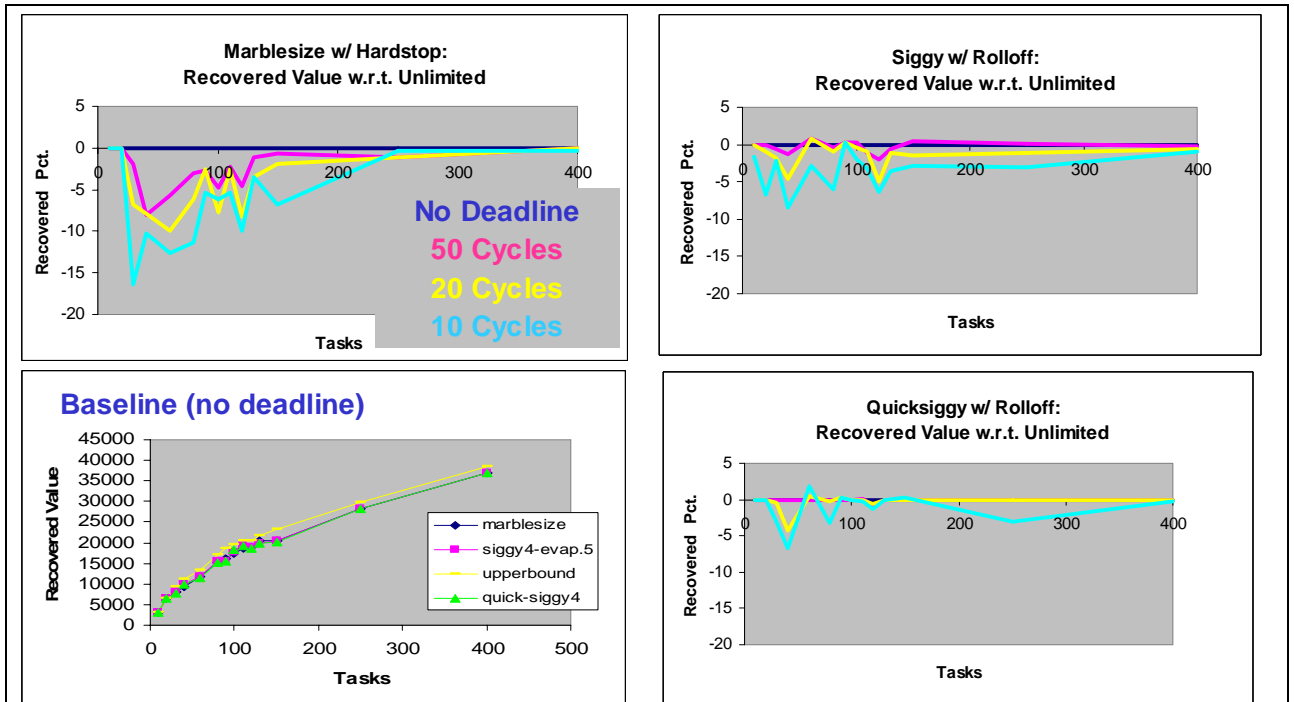 Marblesize w/ Hardstop:
Recovered Value w.r.t. Unlimited
5
0
-5
-10
-15
-20
0
100
200
300
400
Recovered Pct.
Tasks
No Deadline
50 Cycles
20 Cycles
10 Cycles
Siggy w/ Rolloff:
Recovered Value w.r.t. Unlimited
5
0
-5
-10
-15
-20
0
100
200
300
400
Recovered Pct.
Tasks
Baseline (no deadline)
45000
40000
35000
30000
25000
20000
15000
10000
5000
0
0
100
200
300
400
500
Recovered Value
Tasks
marblesize
siggy4-evap.5
upperbound
quick-siggy4
Quicksiggy w/ Rolloff:
Recovered Value w.r.t. Unlimited
5
0
-5
-10
-15
-20
0
100
200
300
400
Recovered Pct.
Tasks